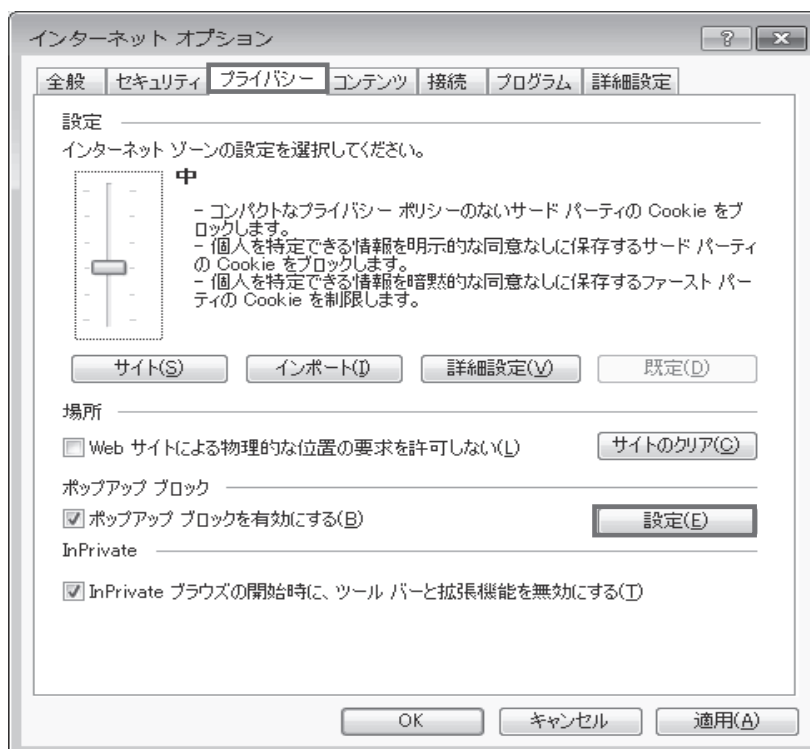 インターネット オプション
全般 セキュリティ プライバシー コンテンツ 接続 プログラム 詳細設定
設定
インターネット ゾーンの設定を選択してください。
中
- コンパクトなプライバシー ポリシーのないサード パーティの Cookie をブ
ロックします。
- 個人を特定できる情報を明示的な同意なしに保存するサード パーティ
の Cookie をブロックします。
- 個人を特定できる情報を暗黙的な同意なしに保存するファースト パー
ティの Cookie を制限します。
サイト(S) インポート(I) 詳細設定(V) 既定(D)
場所
Web サイトによる物理的な位置の要求を許可しない(L) サイトのクリア(C)
ポップアップ ブロック
ポップアップ ブロックを有効にする(B) 設定(E)
InPrivate
InPrivate ブラウズの開始時に、ツール バーと拡張機能を無効にする(T)
OK キャンセル 適用(A)